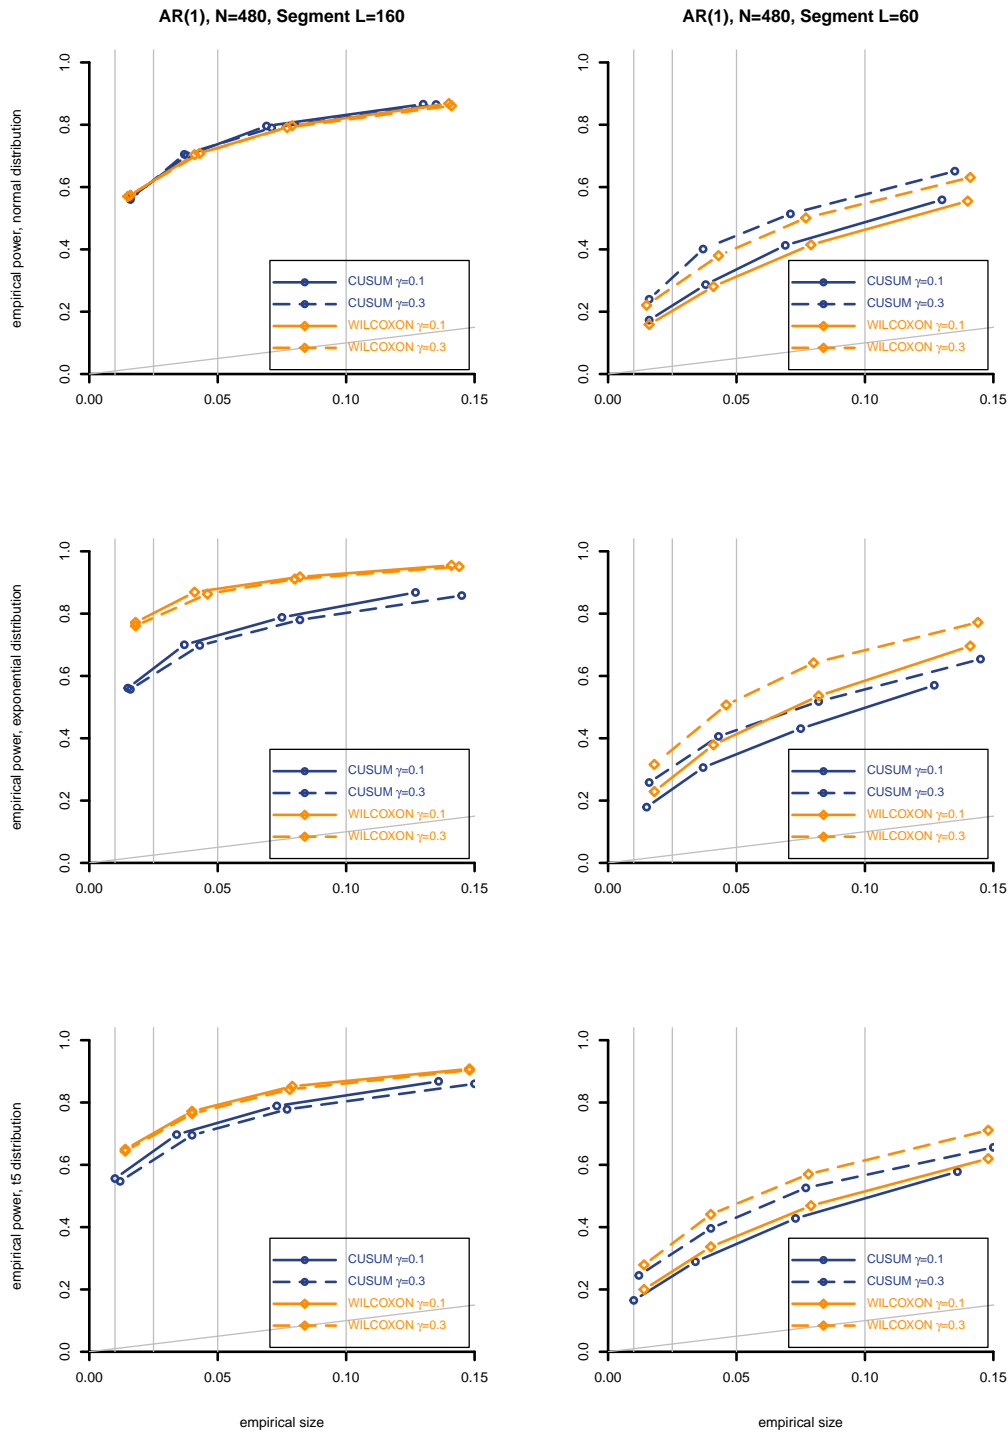 AR(1), N=480, Segment L=160
empirical power, normal distribution
0.0 0.2 0.4 0.6 0.8 1.0
CUSUM γ=0.1
CUSUM γ=0.3
WILCOXON γ=0.1
WILCOXON γ=0.3
0.00 0.05 0.10 0.15
AR(1), N=480, Segment L=60
0.0 0.2 0.4 0.6 0.8 1.0
CUSUM γ=0.1
CUSUM γ=0.3
WILCOXON γ=0.1
WILCOXON γ=0.3
0.00 0.05 0.10 0.15
empirical power, exponential distribution
0.0 0.2 0.4 0.6 0.8 1.0
CUSUM γ=0.1
CUSUM γ=0.3
WILCOXON γ=0.1
WILCOXON γ=0.3
0.00 0.05 0.10 0.15
0.0 0.2 0.4 0.6 0.8 1.0
CUSUM γ=0.1
CUSUM γ=0.3
WILCOXON γ=0.1
WILCOXON γ=0.3
0.00 0.05 0.10 0.15
empirical power, t5 distribution
0.0 0.2 0.4 0.6 0.8 1.0
CUSUM γ=0.1
CUSUM γ=0.3
WILCOXON γ=0.1
WILCOXON γ=0.3
0.00 0.05 0.10 0.15
empirical size
0.0 0.2 0.4 0.6 0.8 1.0
CUSUM γ=0.1
CUSUM γ=0.3
WILCOXON γ=0.1
WILCOXON γ=0.3
0.00 0.05 0.10 0.15
empirical size